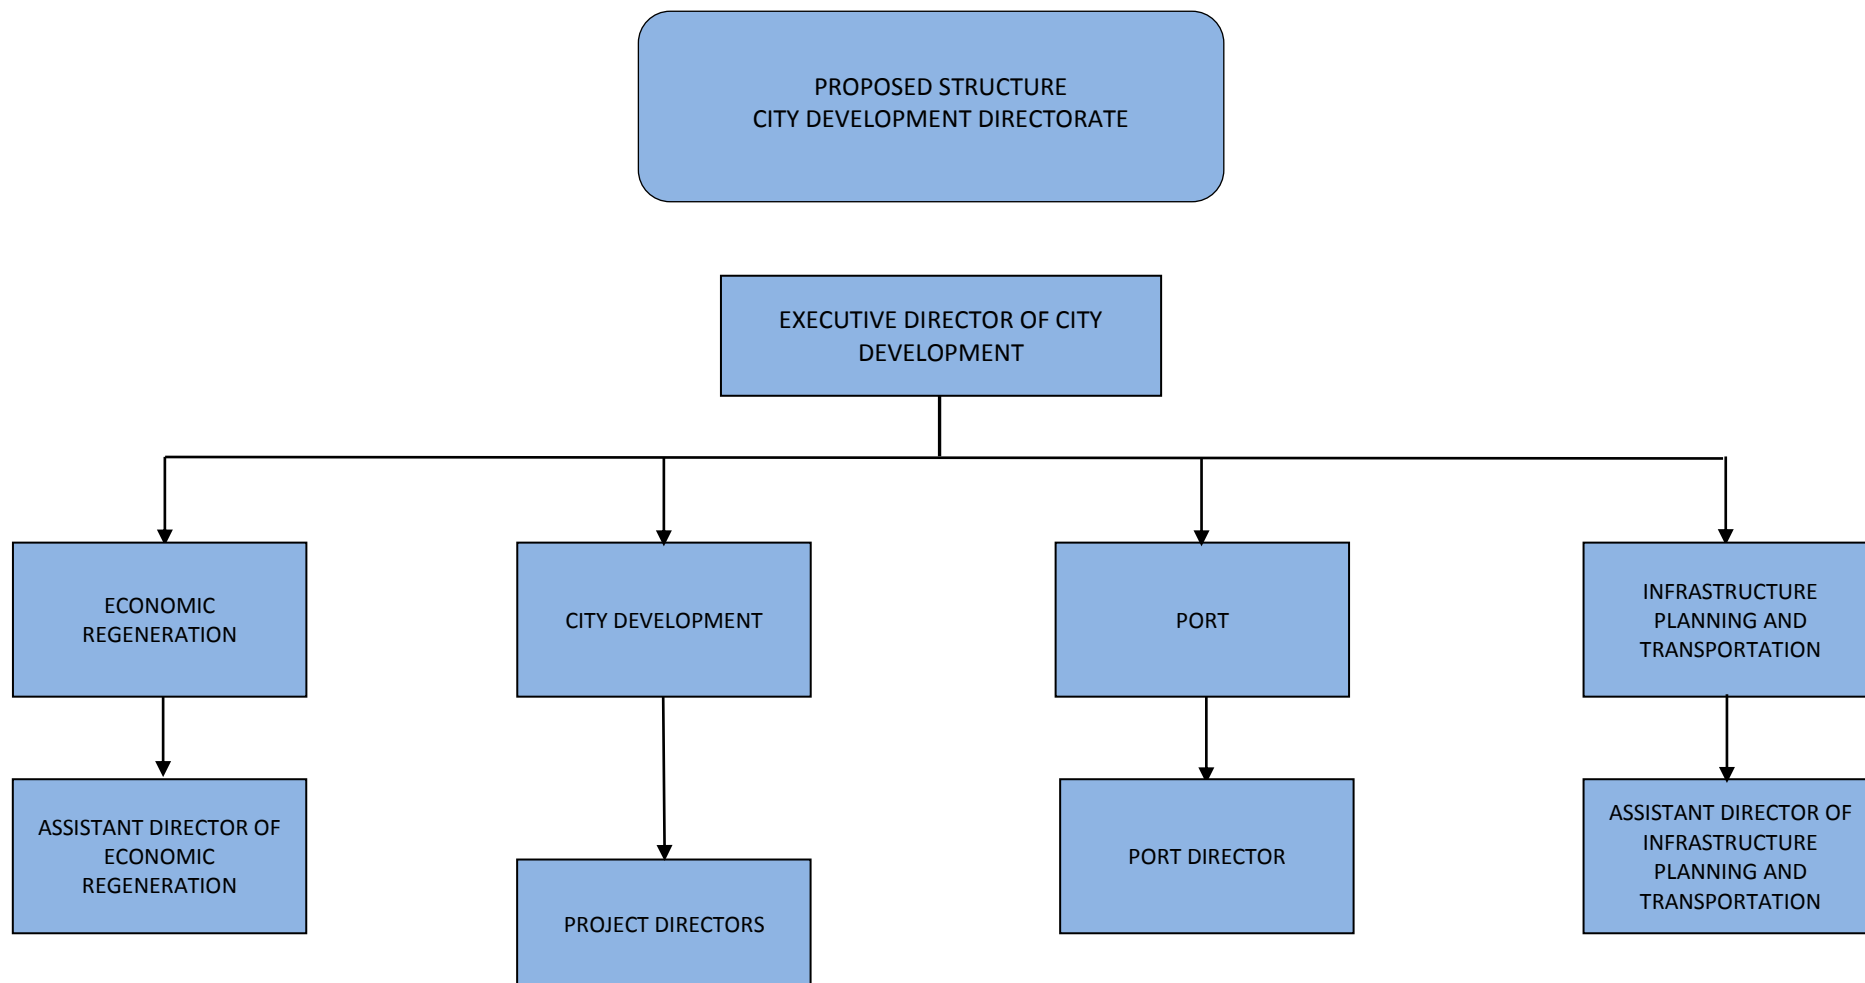 PROPOSED STRUCTURE
CITY DEVELOPMENT DIRECTORATE
EXECUTIVE DIRECTOR OF CITY
DEVELOPMENT
ECONOMIC
REGENERATION
CITY DEVELOPMENT
PORT
INFRASTRUCTURE
PLANNING AND
TRANSPORTATION
ASSISTANT DIRECTOR OF
ECONOMIC
REGENERATION
PROJECT DIRECTORS
PORT DIRECTOR
ASSISTANT DIRECTOR OF
INFRASTRUCTURE
PLANNING AND
TRANSPORTATION